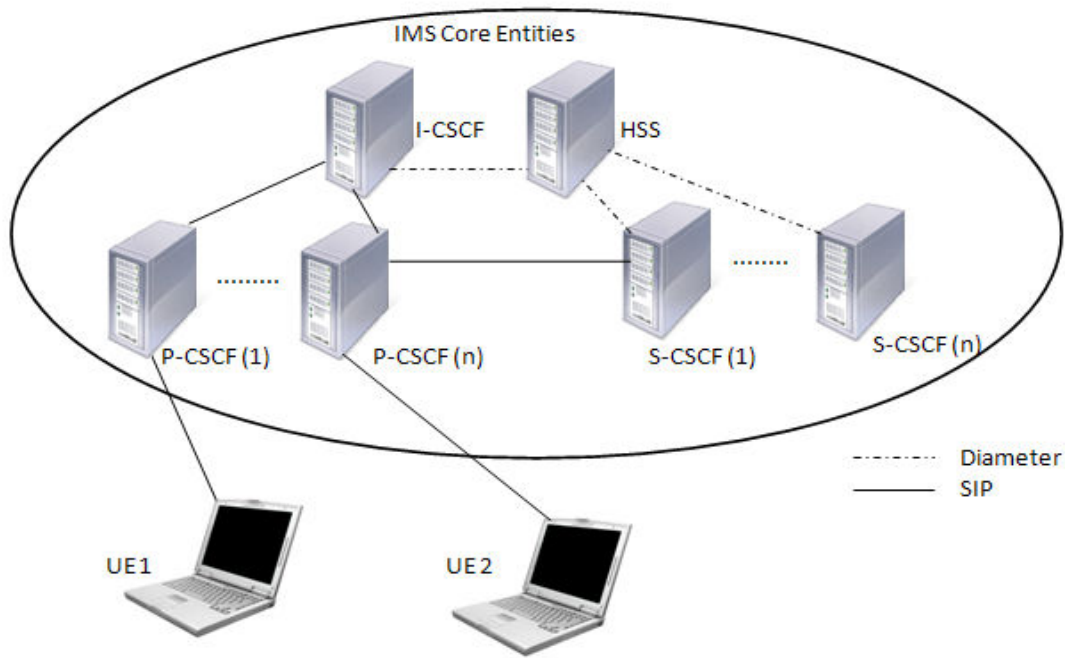 IMS Core Entities
I-CSCF
HSS
.........
.........
P-CSCF (1)
P-CSCF (n)
S-CSCF (1)
S-CSCF (n)
Diameter
SIP
UE1
UE 2